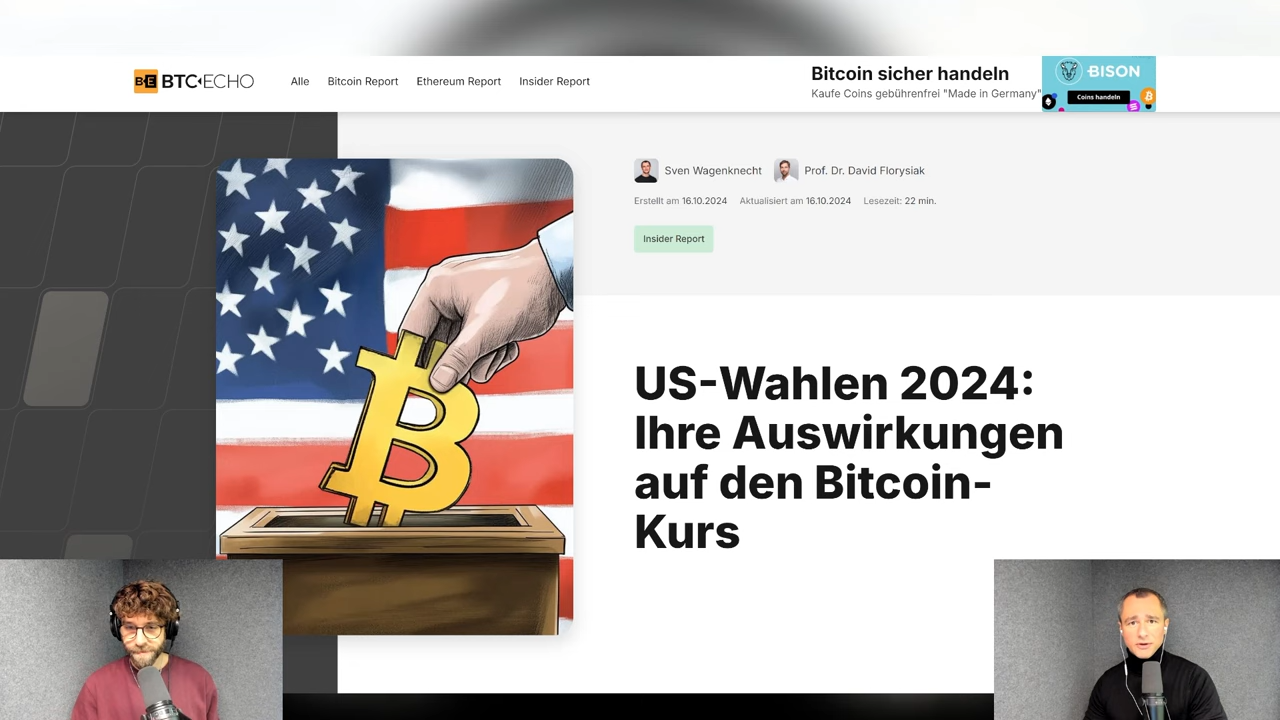 BE BTC ECHO
Alle Bitcoin Report Ethereum Report Insider Report
Bitcoin sicher handeln
Kaufe Coins gebührenfrei "Made in Germany"
BISON
Coins handeln
Sven Wagenknecht Prof. Dr. David Florysiak
Erstellt am 16.10.2024 Aktualisiert am 16.10.2024 Lesezeit: 22 min.
Insider Report
US-Wahlen 2024:
Ihre Auswirkungen
auf den Bitcoin-
Kurs